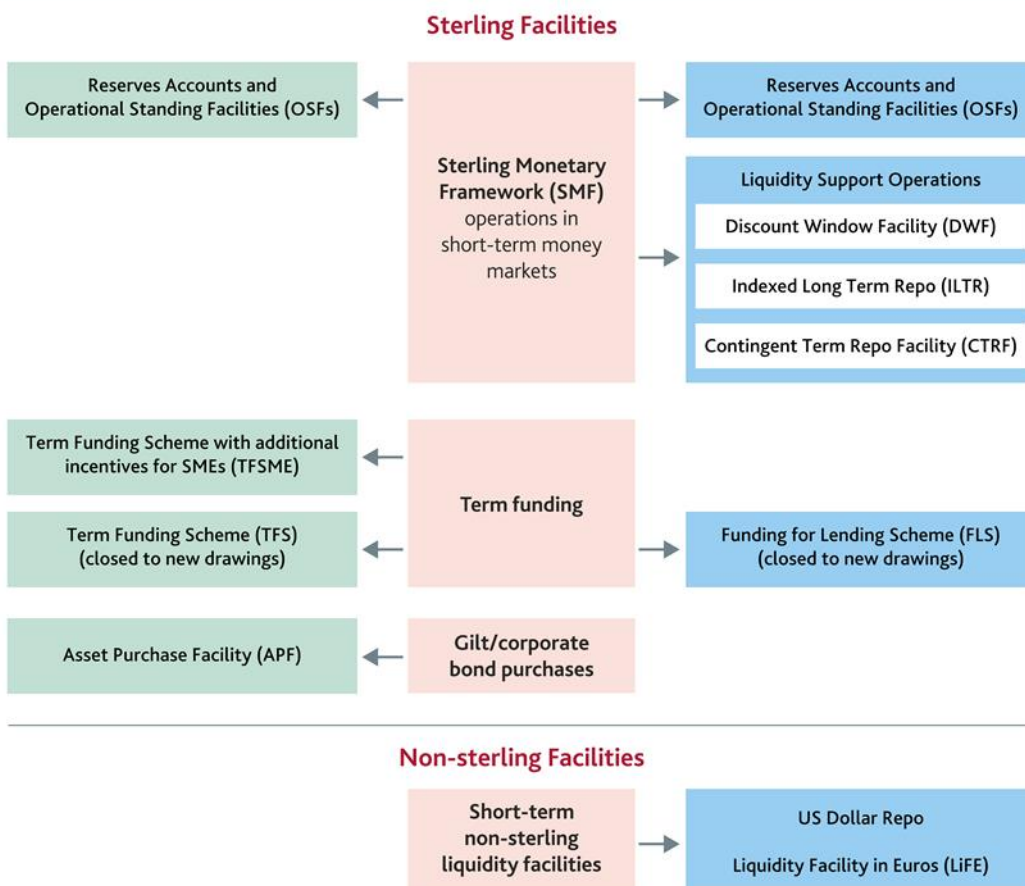 Sterling Facilities
Reserves Accounts and
Operational Standing Facilities (OSFs)
Sterling Monetary
Framework (SMF)
operations in
short-term money
markets
Reserves Accounts and
Operational Standing Facilities (OSFs)
Liquidity Support Operations
Discount Window Facility (DWF)
Indexed Long Term Repo (ILTR)
Contingent Term Repo Facility (CTRF)
Term Funding Scheme with additional
incentives for SMEs (TFSME)
Term Funding Scheme (TFS)
(closed to new drawings)
Term funding
Funding for Lending Scheme (FLS)
(closed to new drawings)
Asset Purchase Facility (APF)
Gilt/corporate
bond purchases
Non-sterling Facilities
Short-term
non-sterling
liquidity facilities
US Dollar Repo
Liquidity Facility in Euros (LiFE)